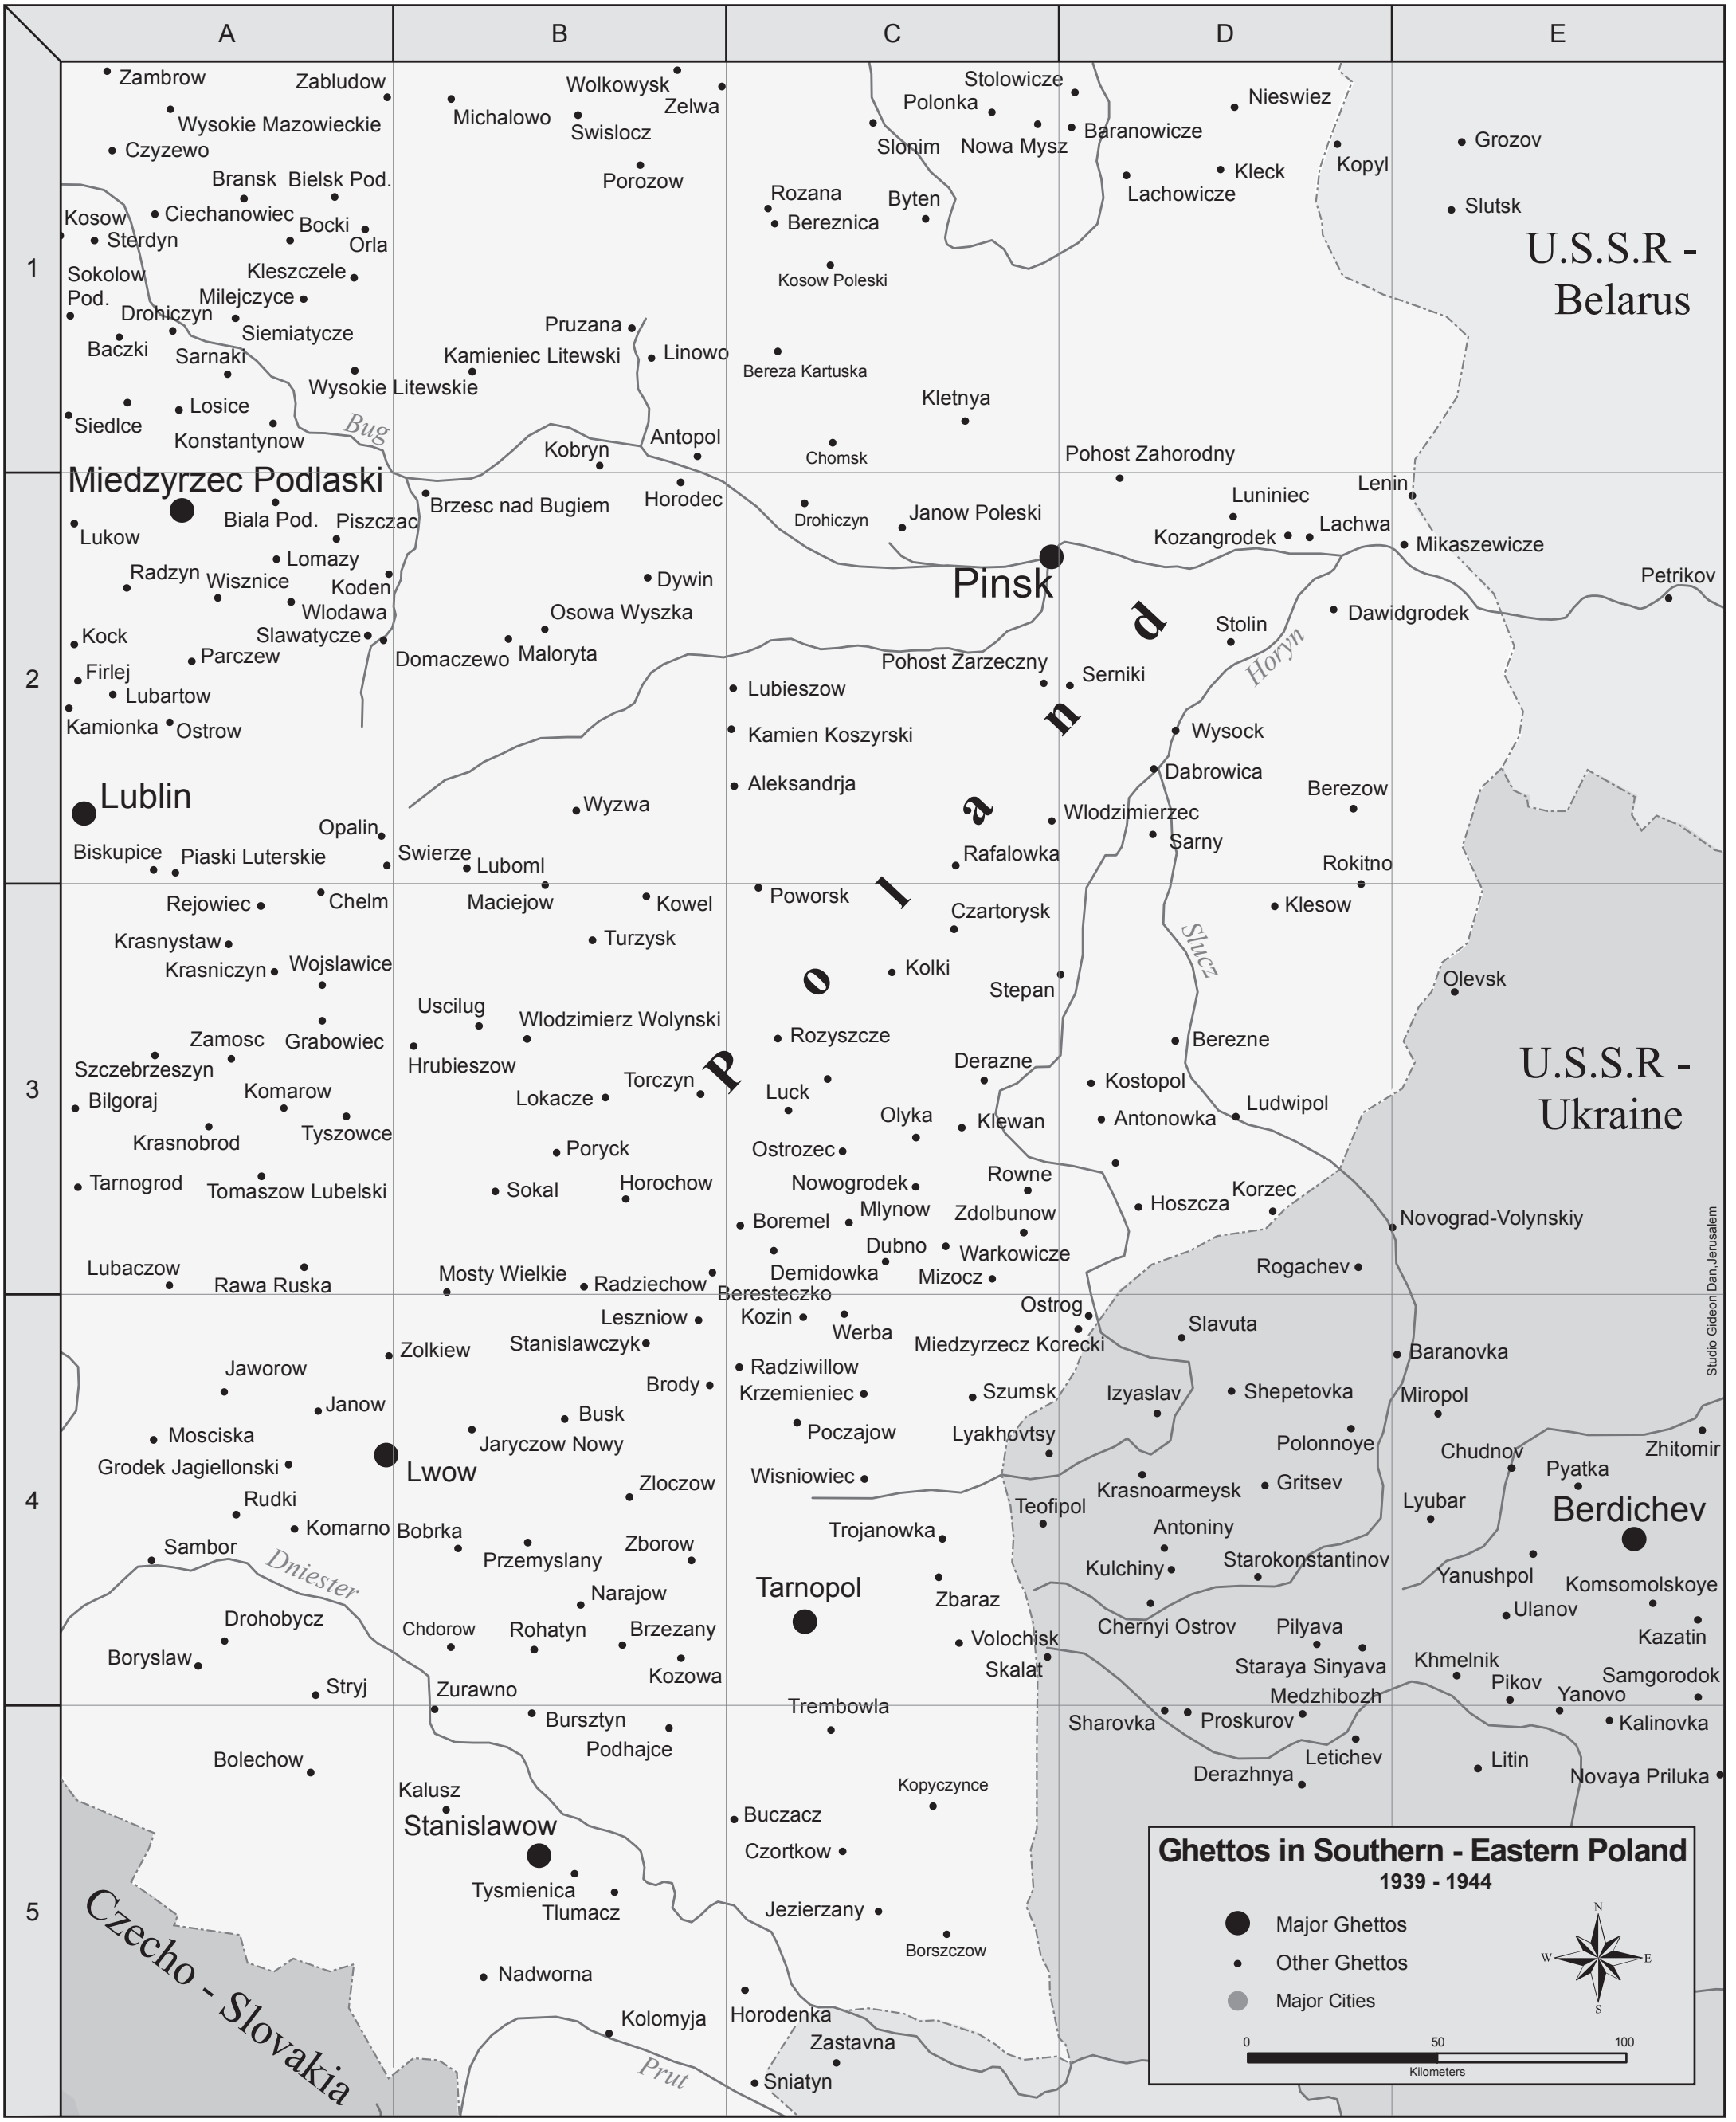 A B C D E
1
Zambrow
Zabludow
Wolkowysk
Zelwa
Michalowo
Swislocz
Stolowicze
Polonka
Nieswiez
Wysokie Mazowieckie
Slonim
Nowa Mysz
Baranowicze
Grozov
Czyzewo
Porozow
Kopyl
Bransk
Bielsk Pod.
Rozana
Byten
Lachowicze
Kleck
Kosow
Ciechanowiec
Bocki
Bereznica
Slutsk
Sterdyn
Orla
U.S.S.R -
Belarus
Sokolow
Pod.
Kleszczele
Kosow Poleski
Milejczyce
Drohiczyn
Siemiatycze
Pruzana
Baczki
Sarnaki
Kamieniec Litewski
Linowo
Bereza Kartuska
Wysokie Litewskie
Kletnya
Siedlce
Losice
Bug
Konstantynow
Kobryn
Antopol
Chomsk
Pohost Zahorodny
2
Miedzyrzec Podlaski
Lenin
Biala Pod.
Piszczac
Brzesc nad Bugiem
Horodec
Drohiczyn
Janow Poleski
Luniniec
Lachwa
Lukow
Kozangrodek
Mikaszewicze
Lomazy
Radzyn
Wisznice
Koden
Dywin
Pinsk
Petrikov
Wlodawa
Osowa Wyszka
Dawidgrodek
Kock
Slawatycze
Stolin
Parczew
Domaczewo
Maloryta
Horyn
Firlej
Pohost Zarzeczny
Serniki
Lubartow
Lubieszow
Kamionka
Ostrow
Kamien Koszyrski
Wysock
Dabrowica
Aleksandrja
Berezow
Lublin
Wyzwa
Wlodzimierzec
Opalin
Sarny
Biskupice
Piaski Luterskie
Swierze
Luboml
Rafalowka
Rokitno
3
Poland
Rejowiec
Chelm
Maciejow
Kowel
Poworsk
Klesow
Czartorysk
Krasnystaw
Turzysk
Slucz
Krasniczyn
Wojslawice
Kolki
Stepan
Olevsk
Uscilug
Wlodzimierz Wolynski
Rozyszcze
Berezne
Zamosc
Grabowiec
Hrubieszow
U.S.S.R -
Ukraine
Szczebrzeszyn
Derazne
Kostopol
Torczyn
Bilgoraj
Komarow
Lokacze
Luck
Ludwipol
Olyka
Klewan
Antonowka
Krasnobrod
Tyszowce
Poryck
Ostrozec
Tarnogrod
Tomaszow Lubelski
Sokal
Horochow
Nowogrodek
Rowne
Korzec
Hoszcza
Mlynow
Boremel
Zdolbunow
Novograd-Volynskiy
Dubno
Warkowicze
Lubaczow
Rawa Ruska
Mosty Wielkie
Radziechow
Demidowka
Mizocz
Rogachev
Beresteczko
4
Leszniow
Kozin
Werba
Ostrog
Slavuta
Stanislawczyk
Miedzyrzecz Korecki
Zolkiew
Baranovka
Jaworow
Radziwillow
Brody
Krzemieniec
Szumsk
Izyaslav
Shepetovka
Miropol
Janow
Busk
Poczajow
Lyakhovtsy
Polonnoye
Mosciska
Jaryczow Nowy
Chudnov
Zhitomir
Grodek Jagiellonski
Lwow
Wisniowiec
Pyatka
Zloczow
Krasnoarmeysk
Gritsev
Rudki
Teofipol
Lyubar
Berdichev
Komarno
Bobrka
Trojanowka
Antoniny
Sambor
Przemyslany
Zborow
Kulchiny
Starokonstantinov
Dniester
Yanushpol
Komsomolskoye
Narajow
Tarnopol
Zbaraz
Ulanov
Drohobycz
Chdorow
Rohatyn
Brzezany
Chernyi Ostrov
Pilyava
Kazatin
Boryslaw
Volochisk
Kozowa
Skalat
Staraya Sinyava
Khmelnik
Stryj
Zurawno
Pikov
Samgorodok
Medzhibozh
Yanovo
5
Trembowla
Bursztyn
Sharovka
Proskurov
Kalinovka
Podhajce
Bolechow
Letichev
Litin
Derazhnya
Novaya Priluka
Kalusz
Kopyczynce
Stanislawow
Buczacz
Czortkow
Tysmienica
Tlumacz
Jezierzany
Borszczow
Czecho - Slovakia
Nadworna
Horodenka
Kolomyja
Zastavna
Prut
Sniatyn
Studio Gideon Dan,Jerusalem
Ghettos in Southern - Eastern Poland
1939 - 1944
Major Ghettos
Other Ghettos
Major Cities
N
W E
S
0 50 100
Kilometers